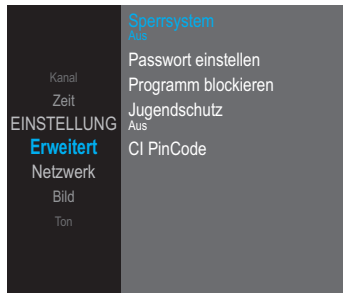 Kanal
Zeit
EINSTELLUNG
Erweitert
Netzwerk
Bild
Ton
Sperrsystem
Aus
Passwort einstellen
Programm blockieren
Jugendschutz
Aus
CI PinCode